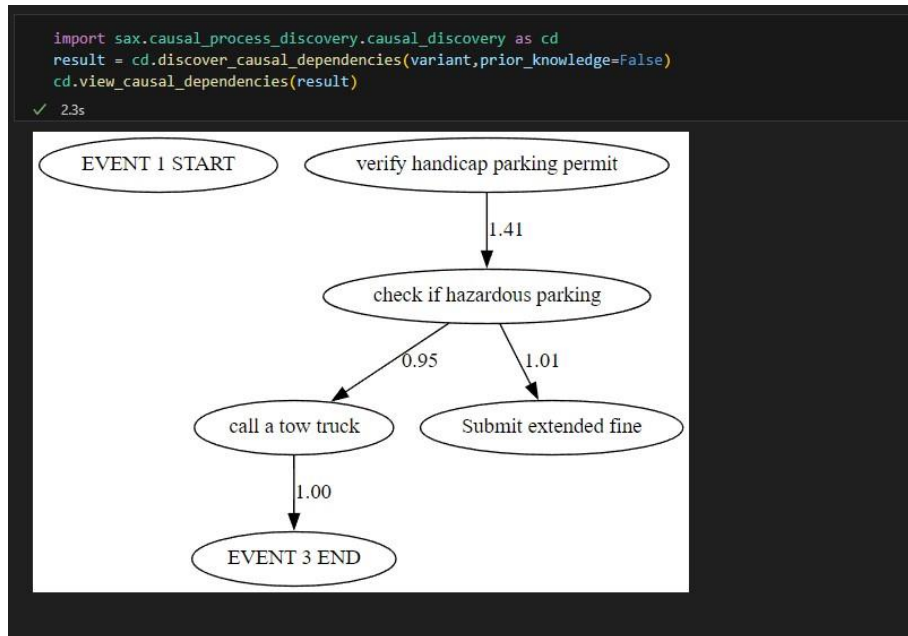 import sax.causal_process_discovery.causal_discovery as cd
result = cd.discover_causal_dependencies(variant,prior_knowledge=False)
cd.view_causal_dependencies(result)
2.3s
EVENT 1 START
verify handicap parking permit
1.41
check if hazardous parking
0.95
1.01
call a tow truck
Submit extended fine
1.00
EVENT 3 END